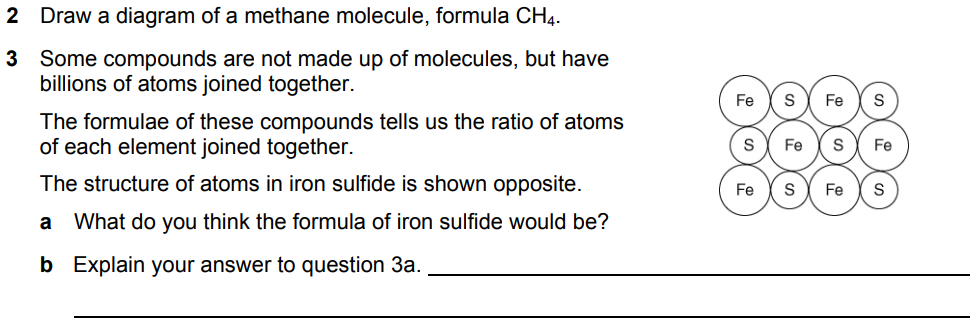 2 Draw a diagram of a methane molecule, formula CH₄.
3 Some compounds are not made up of molecules, but have
billions of atoms joined together.
The formulae of these compounds tells us the ratio of atoms
of each element joined together.
The structure of atoms in iron sulfide is shown opposite.
Fe S Fe S
S Fe S Fe
Fe S Fe S
a What do you think the formula of iron sulfide would be?
b Explain your answer to question 3a.